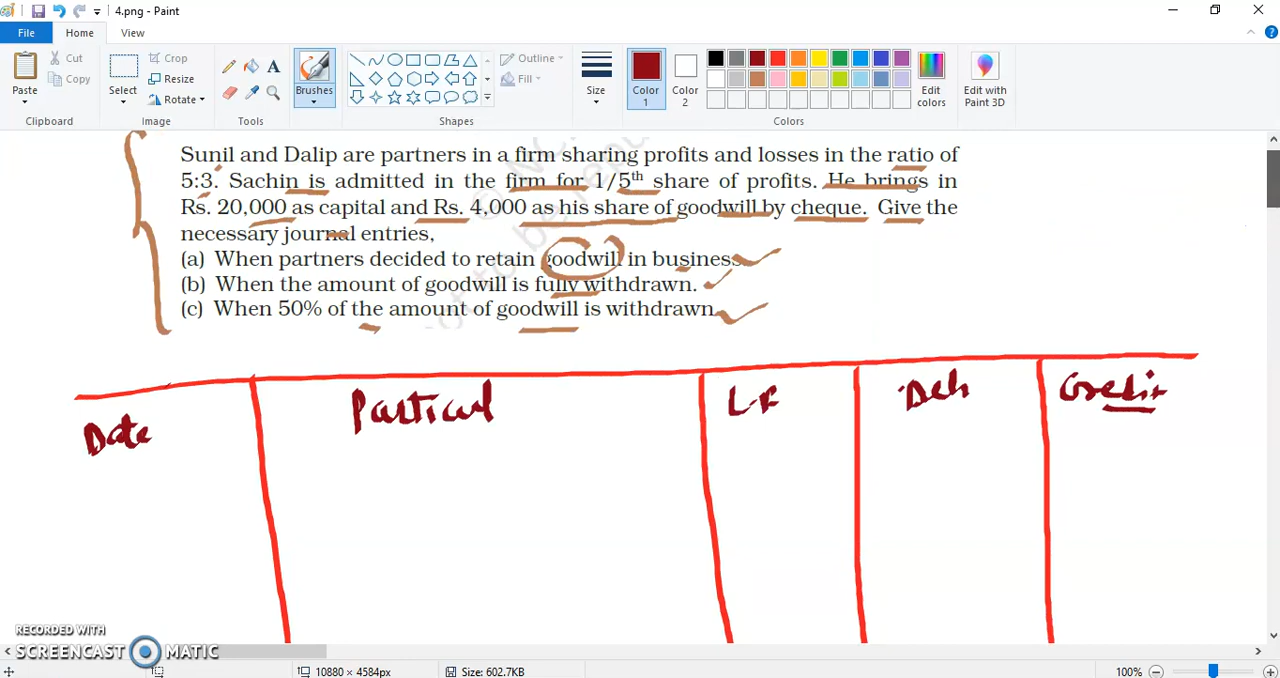 4.png - Paint
File Home View
Cut
Copy
Paste
Clipboard
Crop
Resize
Rotate
Select
Image
Tools
Brushes
Outline
Fill
Shapes
Size
Color 1
Color 2
Edit colors
Edit with Paint 3D
Colors
Sunil and Dalip are partners in a firm sharing profits and losses in the ratio of
5:3. Sachin is admitted in the firm for 1/5th share of profits. He brings in
Rs. 20,000 as capital and Rs. 4,000 as his share of goodwill by cheque. Give the
necessary journal entries,
(a) When partners decided to retain goodwill in business.
(b) When the amount of goodwill is fully withdrawn.
(c) When 50% of the amount of goodwill is withdrawn.
Date
L.F
Credit
RECORDED WITH
SCREENCAST MATIC
10880 × 4584px
Size: 602.7KB
100%